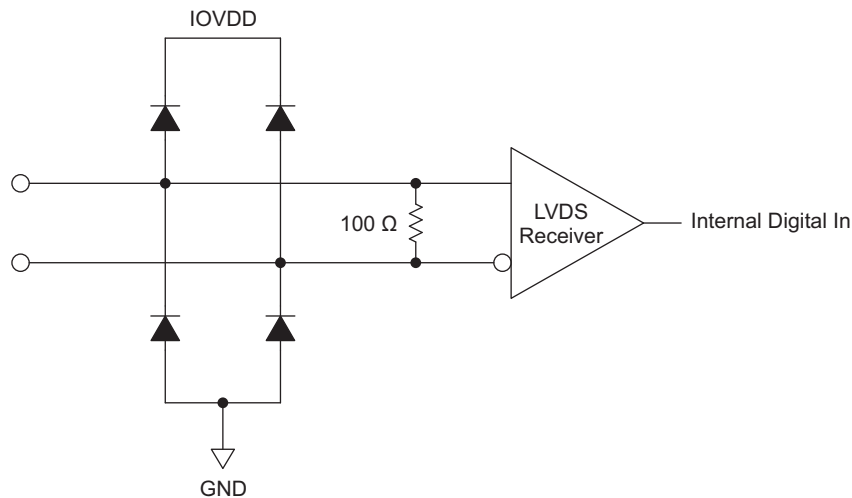 IOVDD
100 Ω
LVDS
Receiver
Internal Digital In
GND